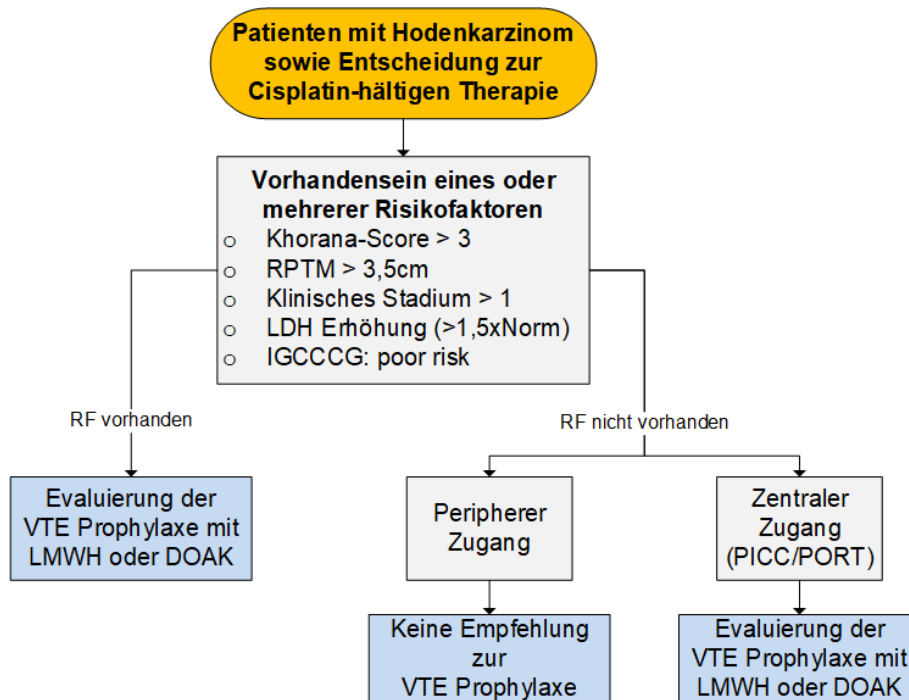 Patienten mit Hodenkarzinom
sowie Entscheidung zur
Cisplatin-hältigen Therapie
Vorhandensein eines oder
mehrerer Risikofaktoren
o Khorana-Score > 3
o RPTM > 3,5cm
o Klinisches Stadium > 1
o LDH Erhöhung (>1,5xNorm)
o IGCCCG: poor risk
RF vorhanden
RF nicht vorhanden
Evaluierung der
VTE Prophylaxe mit
LMWH oder DOAK
Peripherer
Zugang
Zentraler
Zugang
(PICC/PORT)
Keine Empfehlung
zur
VTE Prophylaxe
Evaluierung der
VTE Prophylaxe mit
LMWH oder DOAK